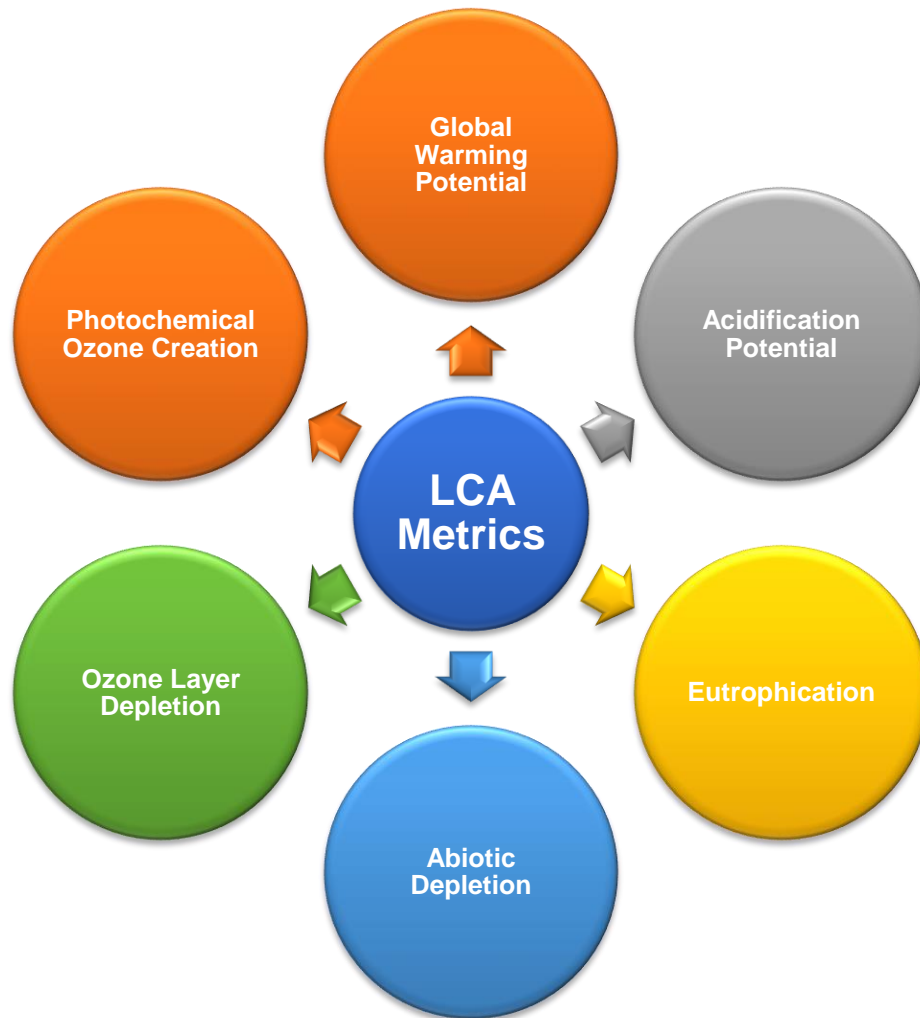 Global
Warming
Potential
Photochemical
Ozone Creation
Acidification
Potential
LCA
Metrics
Ozone Layer
Depletion
Eutrophication
Abiotic
Depletion